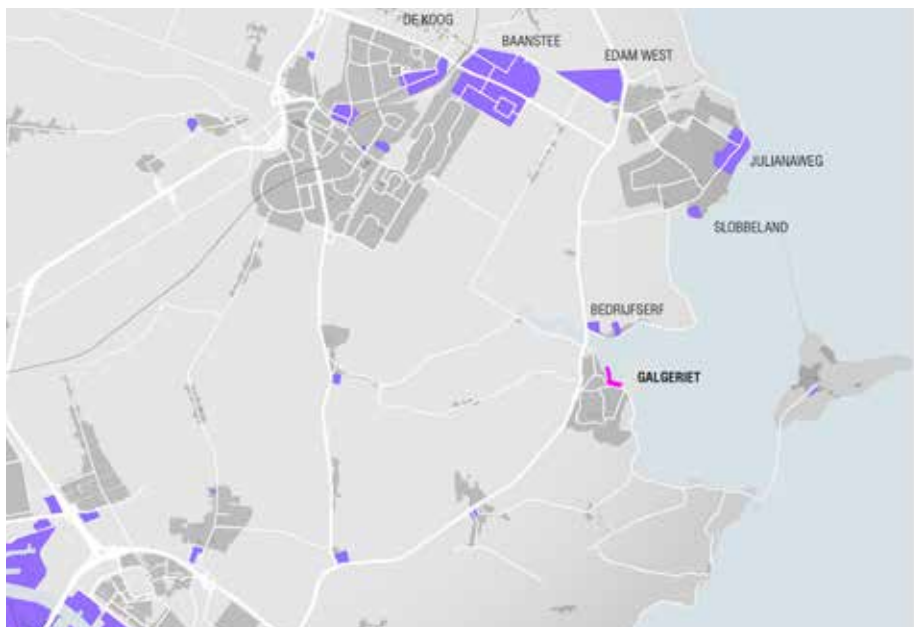 DE KOOG
BAANSTEE
EDAM WEST
JULIANAWEG
SLOBBELAND
BEDRIJFSERF
GALGERIET